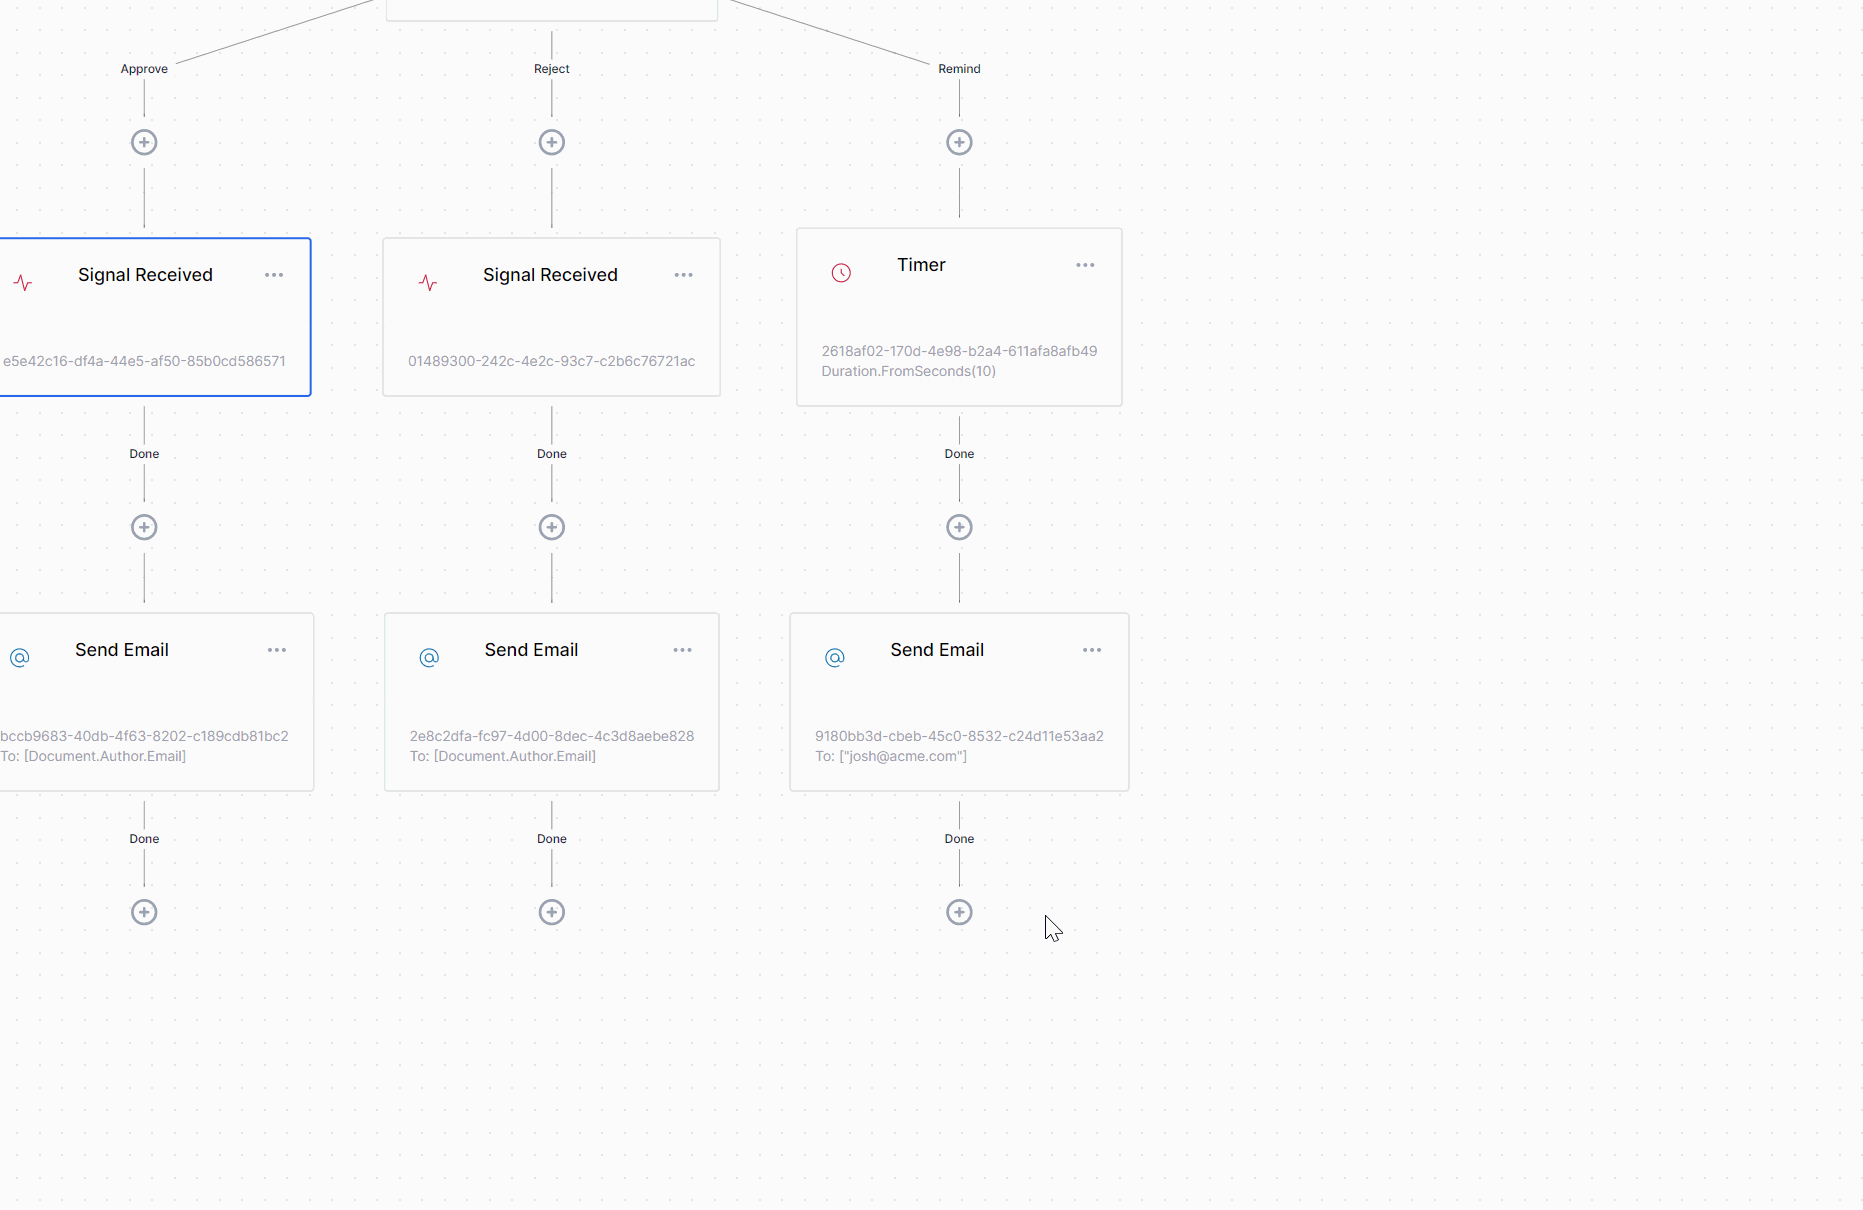 Approve
Reject
Remind
Signal Received
e5e42c16-df4a-44e5-af50-85b0cd586571
Signal Received
01489300-242c-4e2c-93c7-c2b6c76721ac
Timer
2618af02-170d-4e98-b2a4-611afa8afb49
Duration.FromSeconds(10)
Done
Done
Done
Send Email
bccb9683-40db-4f63-8202-c189cdb81bc2
To: [Document.Author.Email]
Send Email
2e8c2dfa-fc97-4d00-8dec-4c3d8aebe828
To: [Document.Author.Email]
Send Email
9180bb3d-cbeb-45c0-8532-c24d11e53aa2
To: ["josh@acme.com"]
Done
Done
Done